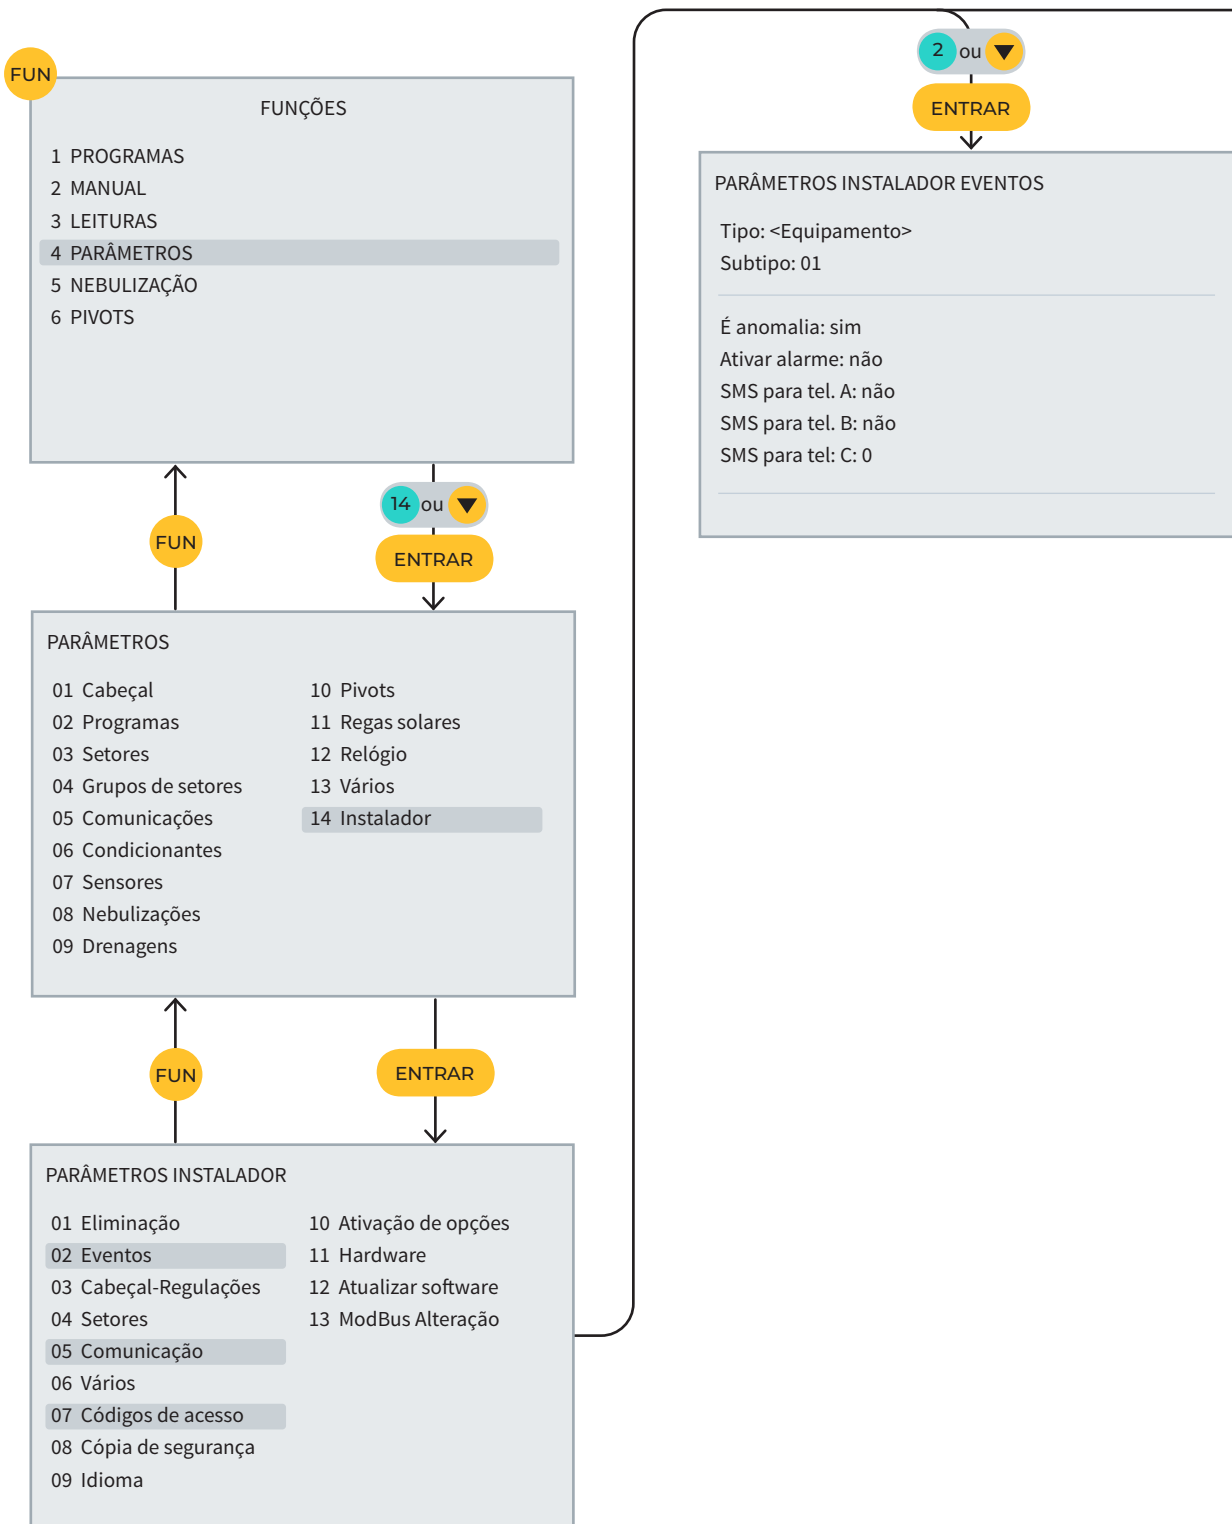 FUN
FUNÇÕES
1 PROGRAMAS
2 MANUAL
3 LEITURAS
4 PARÂMETROS
5 NEBULIZAÇÃO
6 PIVOTS
FUN
14 ou
ENTRAR
PARÂMETROS
01 Cabeçal
02 Programas
03 Setores
04 Grupos de setores
05 Comunicações
06 Condicionantes
07 Sensores
08 Nebulizações
09 Drenagens
10 Pivots
11 Regas solares
12 Relógio
13 Vários
14 Instalador
FUN
ENTRAR
PARÂMETROS INSTALADOR
01 Eliminação
02 Eventos
03 Cabeçal-Regulações
04 Setores
05 Comunicação
06 Vários
07 Códigos de acesso
08 Cópia de segurança
09 Idioma
10 Ativação de opções
11 Hardware
12 Atualizar software
13 ModBus Alteração
2 ou
ENTRAR
PARÂMETROS INSTALADOR EVENTOS
Tipo: <Equipamento>
Subtipo: 01
É anomalia: sim
Ativar alarme: não
SMS para tel. A: não
SMS para tel. B: não
SMS para tel: C: 0